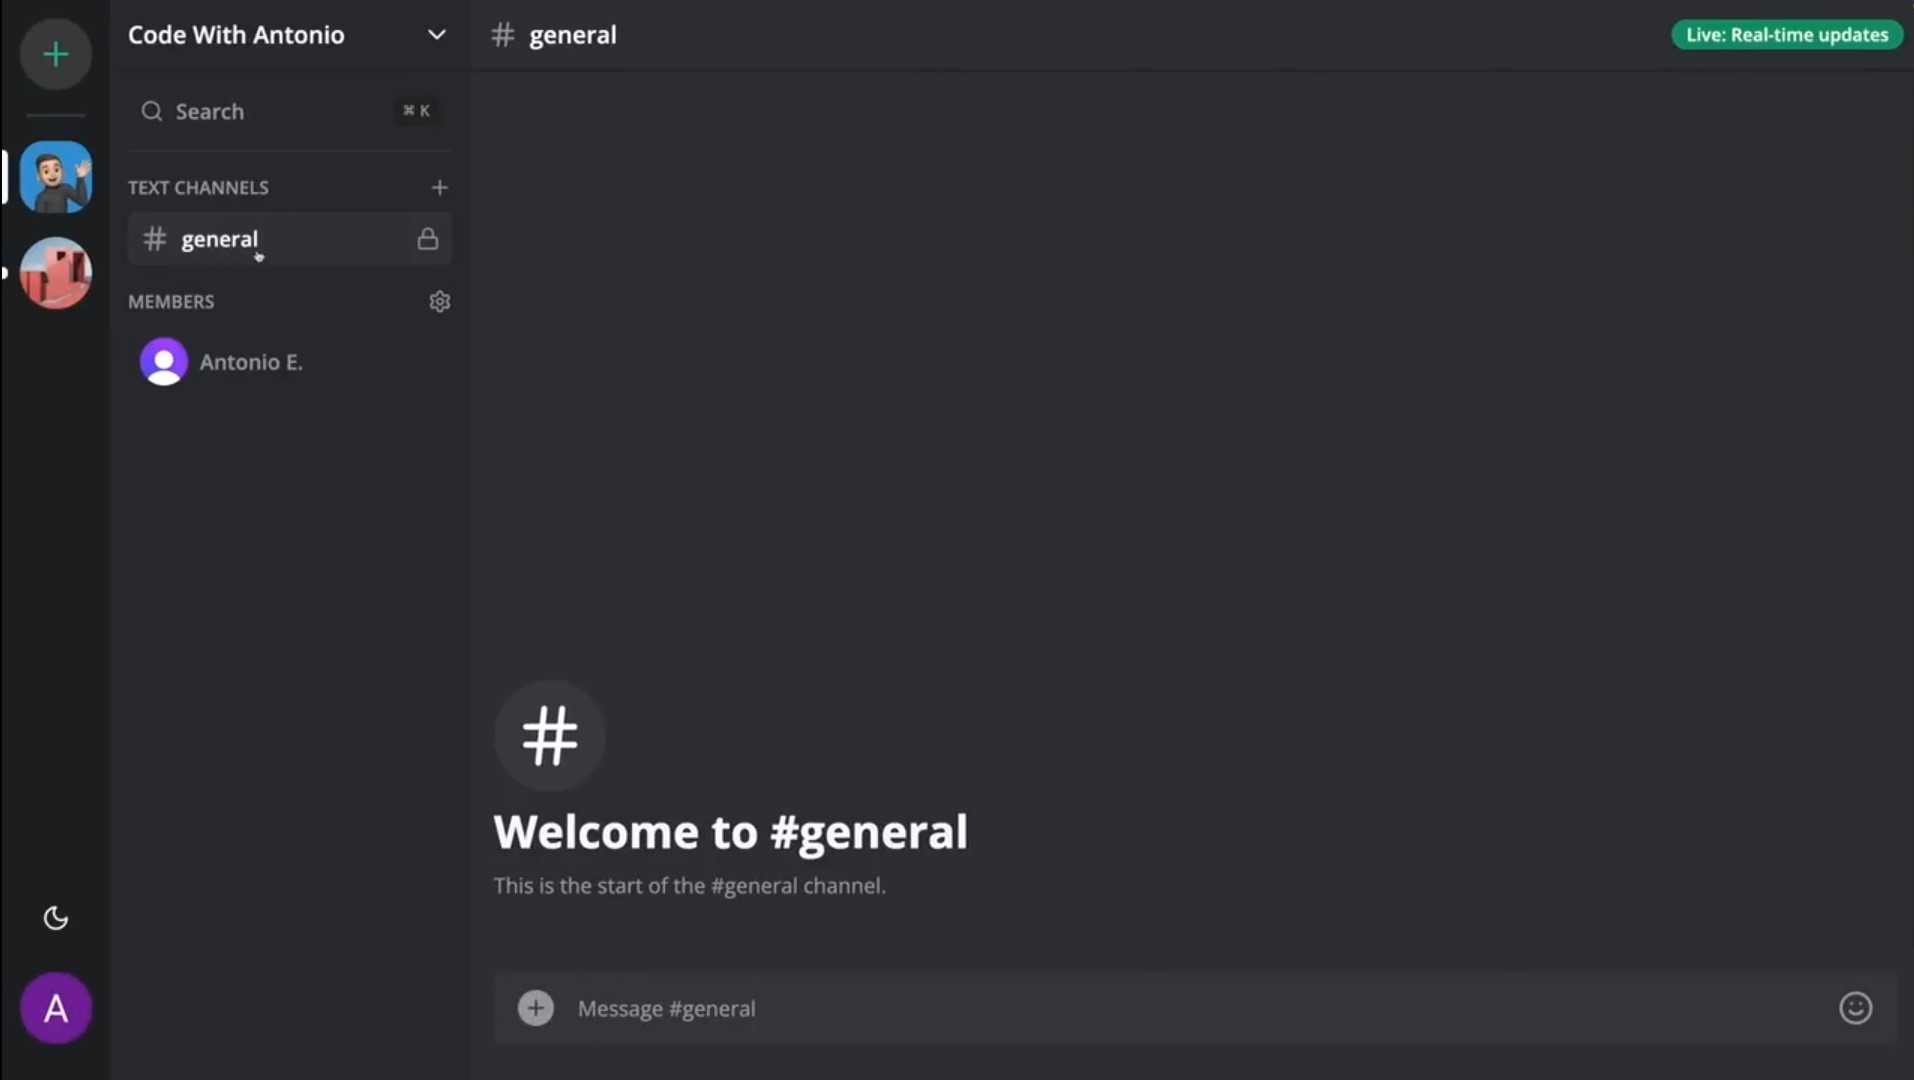 Code With Antonio
# general
Live: Real-time updates
Search
⌘ K
TEXT CHANNELS
# general
MEMBERS
Antonio E.
#
Welcome to #general
This is the start of the #general channel.
A
Message #general